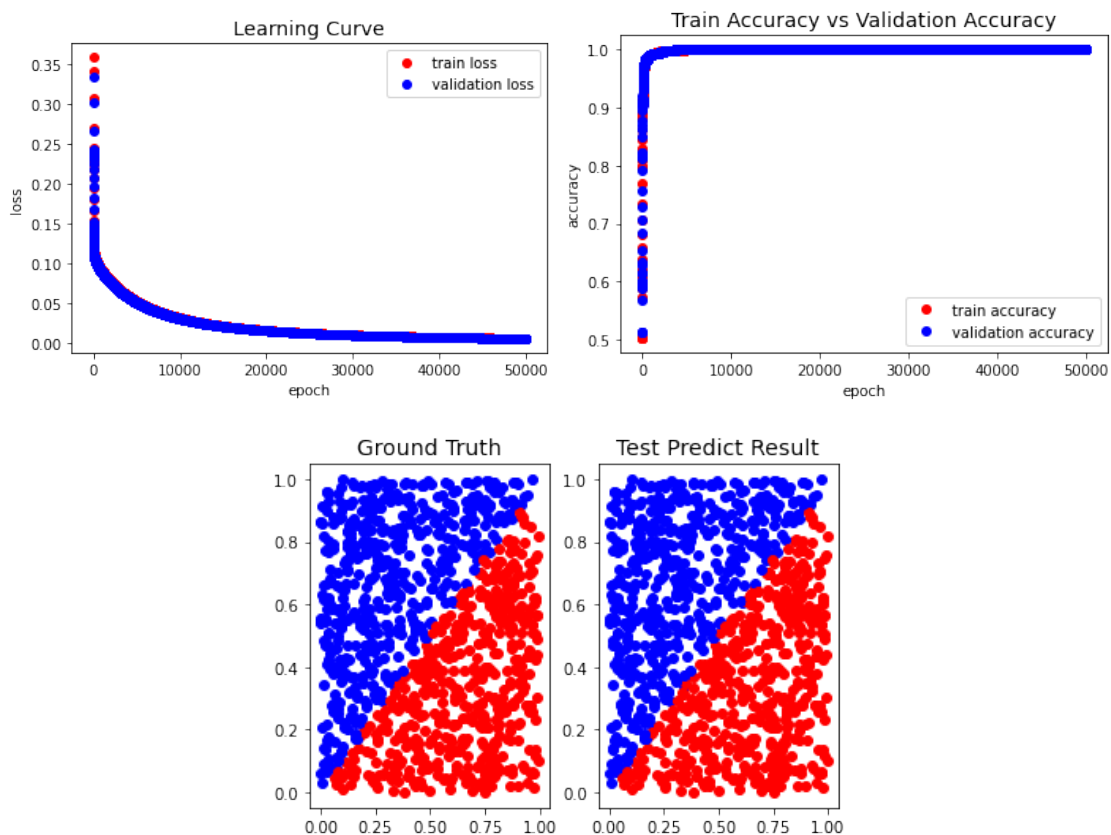 Learning Curve
0.35
0.30
0.25
0.20
0.15
0.10
0.05
0.00
loss
train loss
validation loss
0 10000 20000 30000 40000 50000
epoch
Train Accuracy vs Validation Accuracy
1.0
0.9
0.8
0.7
0.6
0.5
accuracy
train accuracy
validation accuracy
0 10000 20000 30000 40000 50000
epoch
Ground Truth
1.0
0.8
0.6
0.4
0.2
0.0
0.00 0.25 0.50 0.75 1.00
Test Predict Result
1.0
0.8
0.6
0.4
0.2
0.0
0.00 0.25 0.50 0.75 1.00